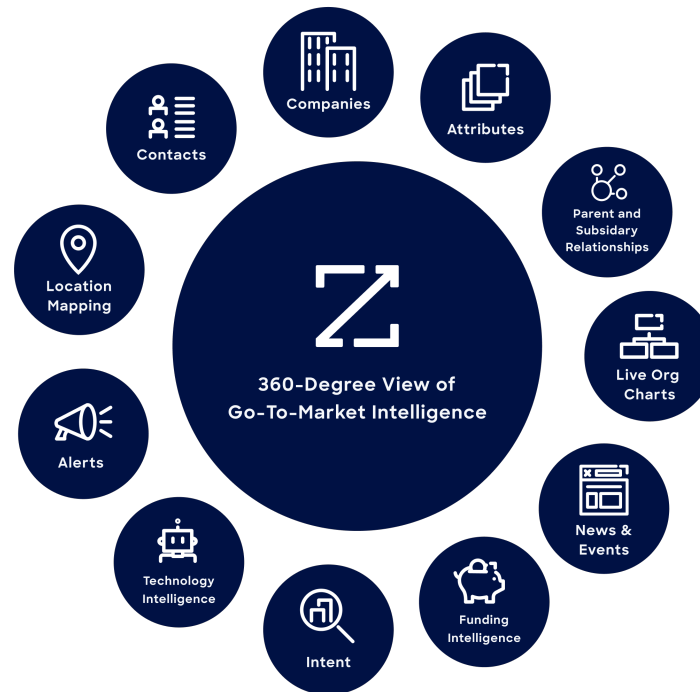 Companies
Attributes
Parent and
Subsidary
Relationships
Live Org
Charts
News &
Events
Funding
Intelligence
Intent
Technology
Intelligence
Alerts
Location
Mapping
Contacts
Z
360-Degree View of
Go-To-Market Intelligence